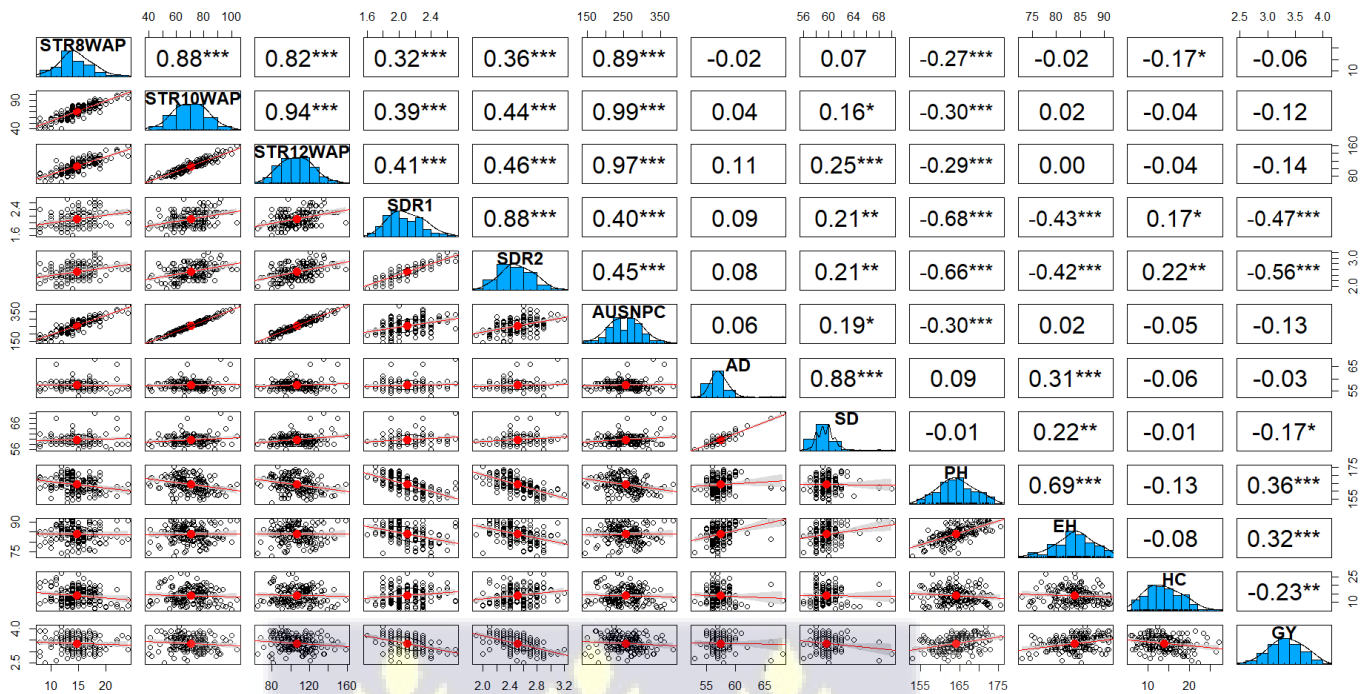 40 60 80 100 1.6 2.0 2.4 150 250 350 56 60 64 68 75 80 85 90 2.5 3.0 3.5 4.0
STR8WAP 0.88*** 0.82*** 0.32*** 0.36*** 0.89*** -0.02 0.07 -0.27*** -0.02 -0.17* -0.06 10
40 90 STR10WAP 0.94*** 0.39*** 0.44*** 0.99*** 0.04 0.16* -0.30*** 0.02 -0.04 -0.12
STR12WAP 0.41*** 0.46*** 0.97*** 0.11 0.25*** -0.29*** 0.00 -0.04 -0.14 80 160
1.6 2.4 SDR1 0.88*** 0.40*** 0.09 0.21** -0.68*** -0.43*** 0.17* -0.47***
SDR2 0.45*** 0.08 0.21** -0.66*** -0.42*** 0.22** -0.56*** 2.0 3.0
150 350 AUSNPC 0.06 0.19* -0.30*** 0.02 -0.05 -0.13
AD 0.88*** 0.09 0.31*** -0.06 -0.03 55 65
56 66 SD -0.01 0.22** -0.01 -0.17*
PH 0.69*** -0.13 0.36*** 155 175
75 90 EH -0.08 0.32***
HC -0.23** 10 25
2.5 4.0 GY
10 15 20 80 120 160 2.0 2.4 2.8 3.2 55 60 65 155 165 175 10 20